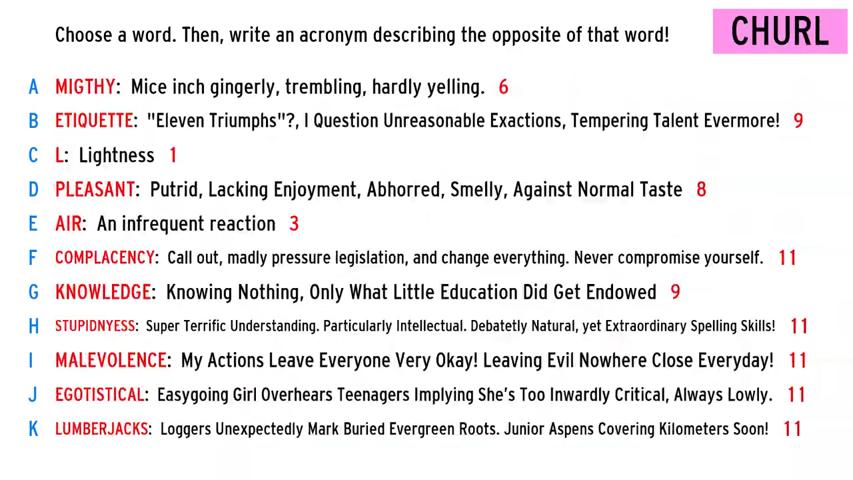 Choose a word. Then, write an acronym describing the opposite of that word!
CHURL
A MIGTHY: Mice inch gingerly, trembling, hardly yelling. 6
B ETIQUETTE: "Eleven Triumphs"?, I Question Unreasonable Exactions, Tempering Talent Evermore! 9
C L: Lightness 1
D PLEASANT: Putrid, Lacking Enjoyment, Abhorred, Smelly, Against Normal Taste 8
E AIR: An infrequent reaction 3
F COMPLACENCY: Call out, madly pressure legislation, and change everything. Never compromise yourself. 11
G KNOWLEDGE: Knowing Nothing, Only What Little Education Did Get Endowed 9
H STUPIDNYESS: Super Terrific Understanding. Particularly Intellectual. Debatetly Natural, yet Extraordinary Spelling Skills! 11
I MALEVOLENCE: My Actions Leave Everyone Very Okay! Leaving Evil Nowhere Close Everyday! 11
J EGOTISTICAL: Easygoing Girl Overhears Teenagers Implying She's Too Inwardly Critical, Always Lowly. 11
K LUMBERJACKS: Loggers Unexpectedly Mark Buried Evergreen Roots. Junior Aspens Covering Kilometers Soon! 11